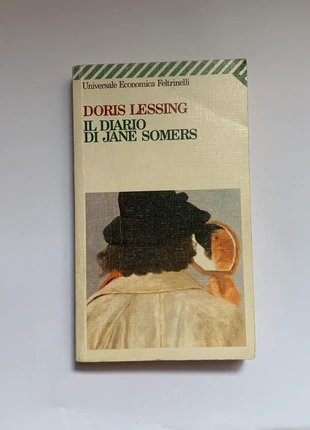 Universale Economica Feltrinelli
DORIS LESSING
IL DIARIO
DI JANE SOMERS